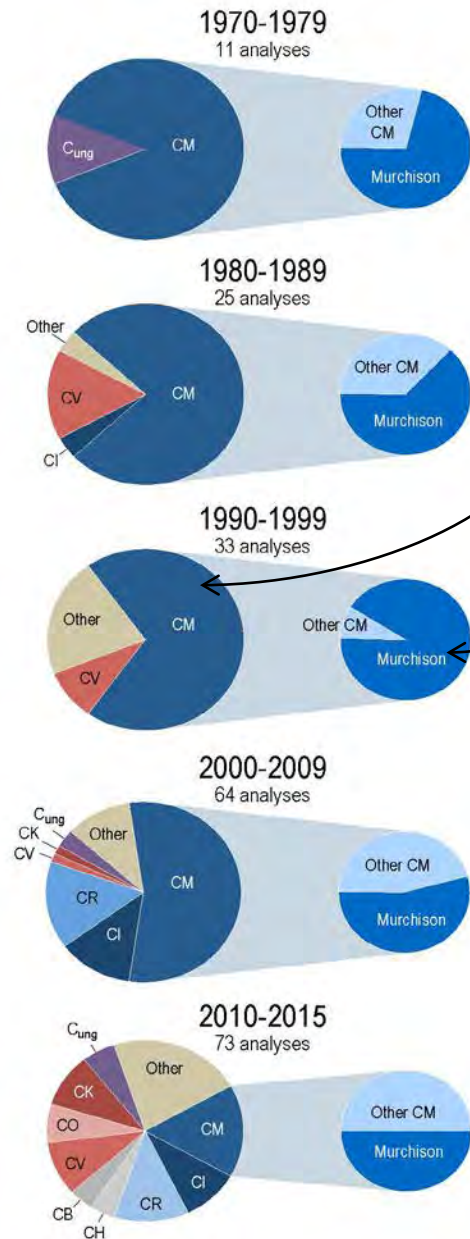 1970-1979
11 analyses
Cung
CM
Other
CM
Murchison
1980-1989
25 analyses
Other
CV
CI
CM
Other CM
Murchison
1990-1999
33 analyses
Other
CV
CM
Other CM
Murchison
2000-2009
64 analyses
Cung
CK
CV
Other
CR
CI
CM
Other CM
Murchison
2010-2015
73 analyses
Cung
Other
CK
CO
CV
CB
CH
CR
CI
CM
Other CM
Murchison